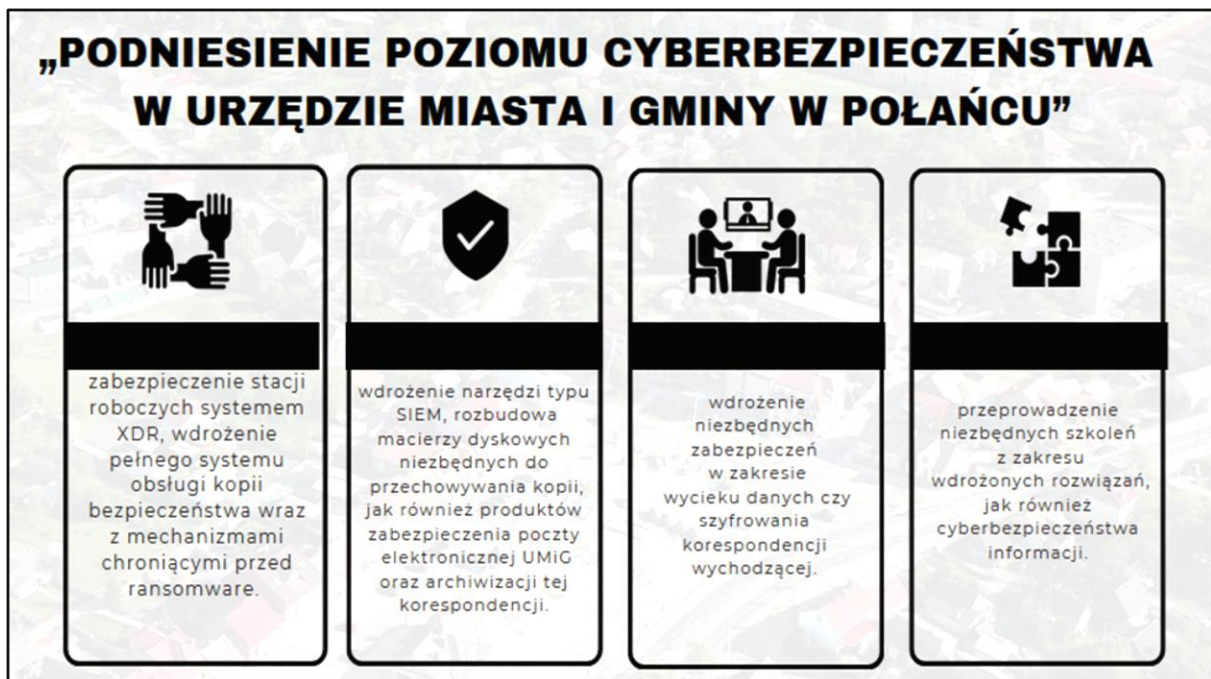 „PODNIESIENIE POZIOMU CYBERBEZPIECZEŃSTWA
W URZĘDZIE MIASTA I GMINY W POŁAŃCU”
zabezpieczenie stacji
roboczych systemem
XDR, wdrożenie
pełnego systemu
obsługi kopii
bezpieczeństwa wraz
z mechanizmami
chroniącymi przed
ransomware.
wdrożenie narzędzi typu
SIEM, rozbudowa
macierzy dyskowych
niezbędnych do
przechowywania kopii,
jak również produktów
zabezpieczenia poczty
elektronicznej UMiG
oraz archiwizacji tej
korespondencji.
wdrożenie
niezbędnych
zabezpieczeń
w zakresie
wycieku danych czy
szyfrowania
korespondencji
wychodzącej.
przeprowadzenie
niezbędnych szkoleń
z zakresu
wdrożonych rozwiązań,
jak również
cyberbezpieczeństwa
informacji.